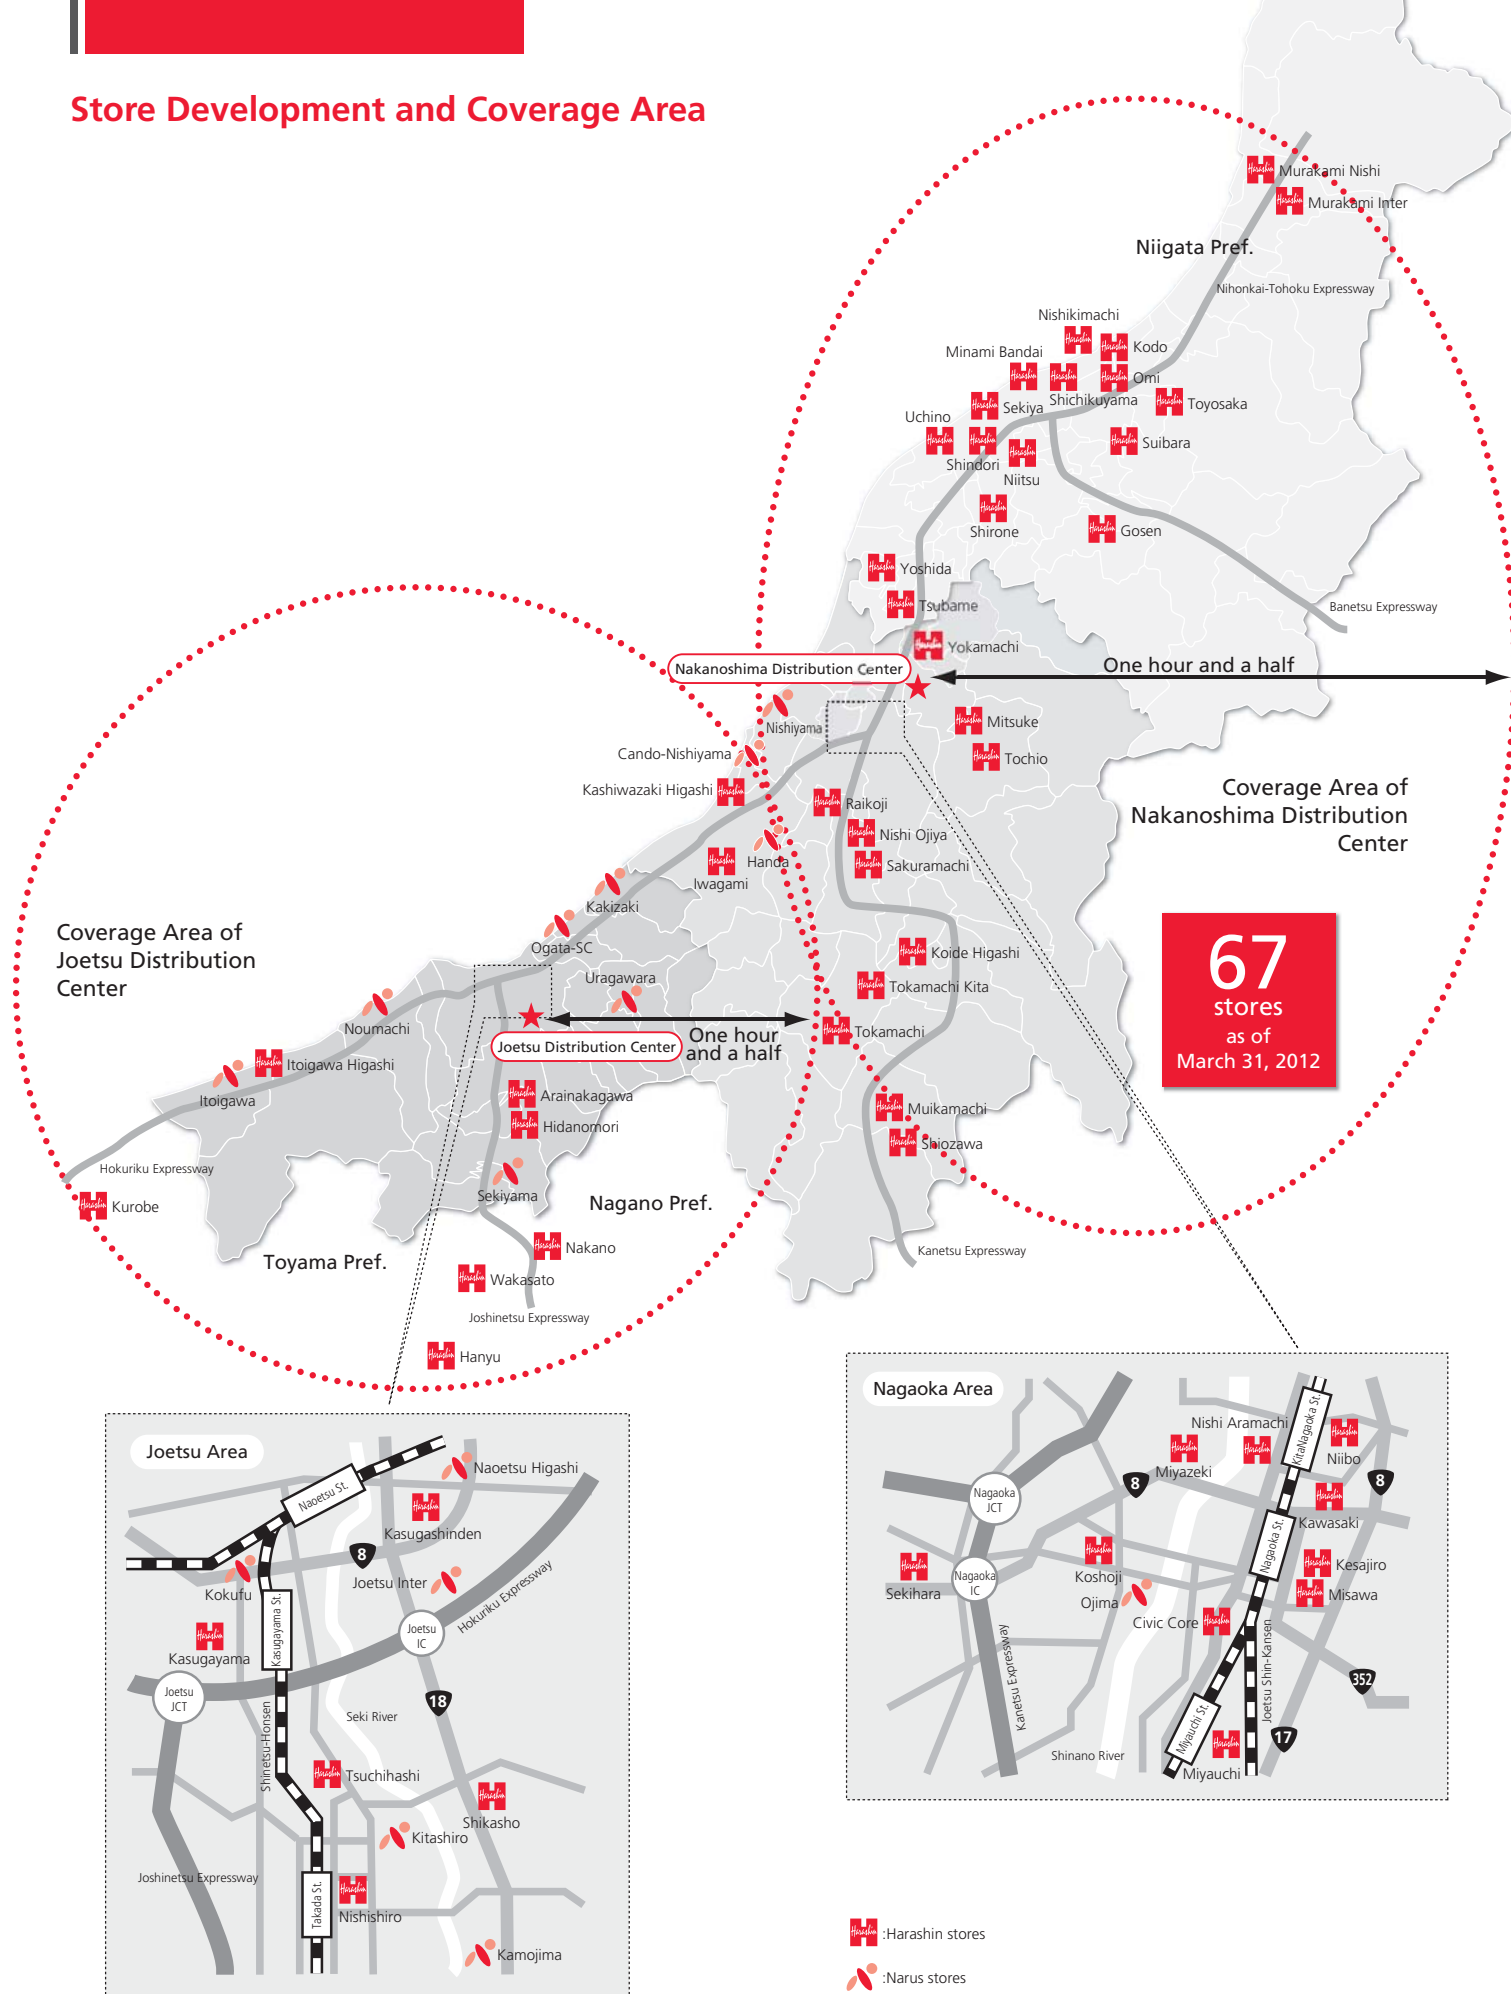 Store Development and Coverage Area
Murakami Nishi
Murakami Inter
Niigata Pref.
Nihonkai-Tohoku Expressway
Nishikimachi
Kodo
Minami Bandai
Omi
Shichikuyama
Toyosaka
Sekiya
Uchino
Suibara
Shindori
Niitsu
Shirone
Gosen
Yoshida
Tsubame
Banetsu Expressway
Yokamachi
Nakanoshima Distribution Center
One hour and a half
Nishiyama
Mitsuke
Cando-Nishiyama
Tochio
Kashiwazaki Higashi
Raikoji
Coverage Area of
Nakanoshima Distribution
Center
Nishi Ojiya
Handa
Sakuramachi
Iwagami
Kakizaki
Ogata-SC
Coverage Area of
Joetsu Distribution
Center
67
stores
as of
March 31, 2012
Koide Higashi
Uragawara
Tokamachi Kita
Noumachi
Tokamachi
Joetsu Distribution Center
One hour
and a half
Itoigawa Higashi
Itoigawa
Arainakagawa
Muikamachi
Hidanomori
Shiozawa
Hokuriku Expressway
Sekiyama
Nagano Pref.
Kurobe
Nakano
Kanetsu Expressway
Toyama Pref.
Wakasato
Joshinetsu Expressway
Hanyu
Joetsu Area
Naoetsu Higashi
Naoetsu St.
Kasugashinden
8
Joetsu Inter
Kokufu
Hokuriku Expressway
Kasugayama St.
Joetsu
IC
Kasugayama
Joetsu
JCT
18
Seki River
Shinetsu-Honsen
Tsuchihashi
Shikasho
Kitashiro
Joshinetsu Expressway
Takada St.
Nishishiro
Kamojima
Nagaoka Area
KitaNagaoka St.
Nishi Aramachi
Niibo
Miyazeki
8
8
Nagaoka
JCT
Kawasaki
Nagaoka St.
Koshoji
Kesajiro
Sekihara
Nagaoka
IC
Ojima
Misawa
Civic Core
Kanetsu Expressway
Joetsu Shin-Kansen
352
Miyauchi St.
17
Shinano River
Miyauchi
Harashin :Harashin stores
:Narus stores